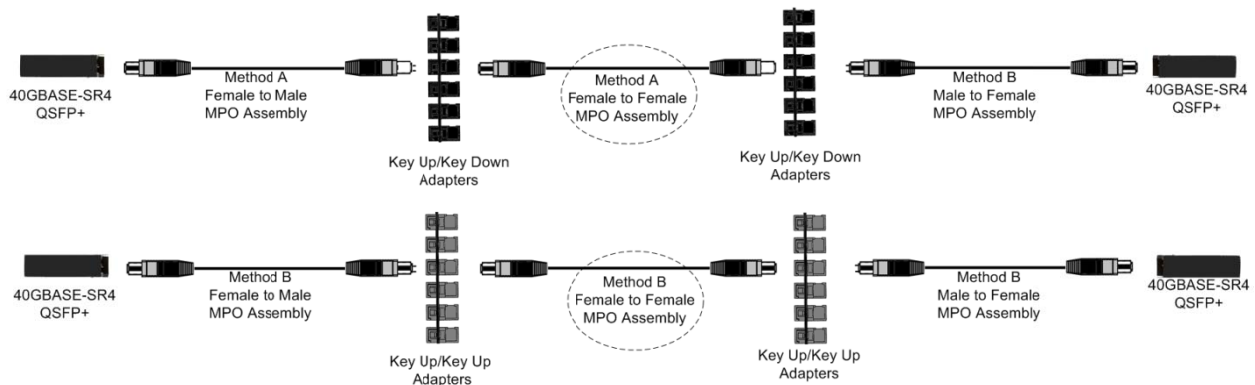 40GBASE-SR4
QSFP+
Method A
Female to Male
MPO Assembly
Key Up/Key Down
Adapters
Method A
Female to Female
MPO Assembly
Key Up/Key Down
Adapters
Method B
Male to Female
MPO Assembly
40GBASE-SR4
QSFP+
40GBASE-SR4
QSFP+
Method B
Female to Male
MPO Assembly
Key Up/Key Up
Adapters
Method B
Female to Female
MPO Assembly
Key Up/Key Up
Adapters
Method B
Male to Female
MPO Assembly
40GBASE-SR4
QSFP+